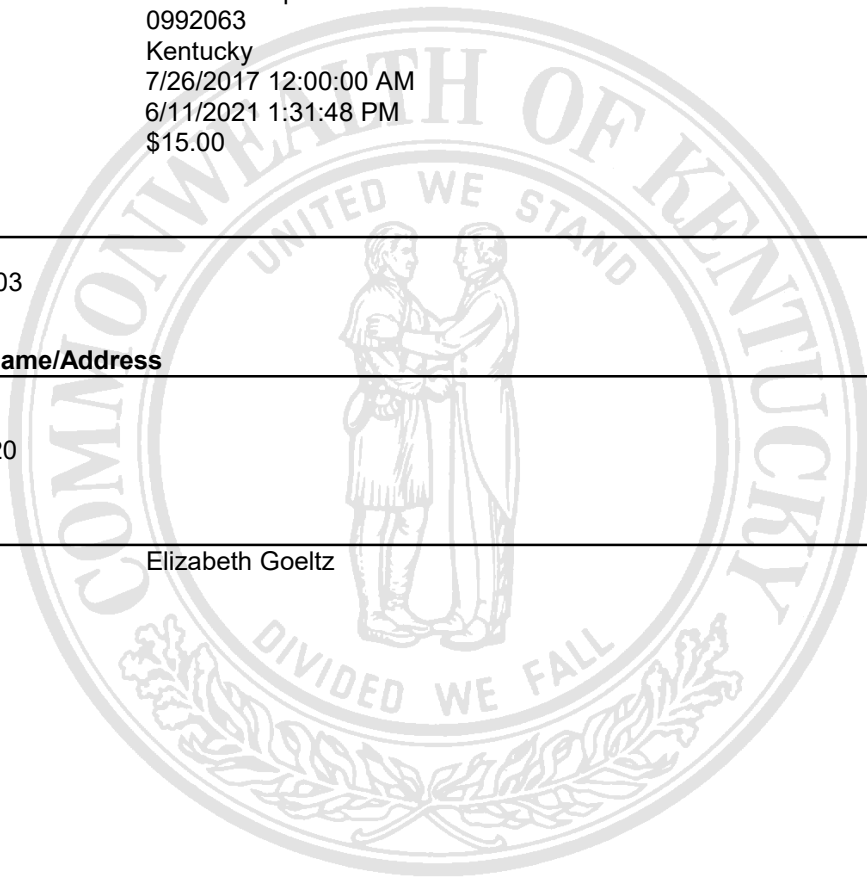 0992063
Kentucky
7/26/2017 12:00:00 AM
6/11/2021 1:31:48 PM
$15.00
03
ame/Address
20
Elizabeth Goeltz
COMMONWEALTH OF KENTUCKY
UNITED WE STAND
DIVIDED WE FALL